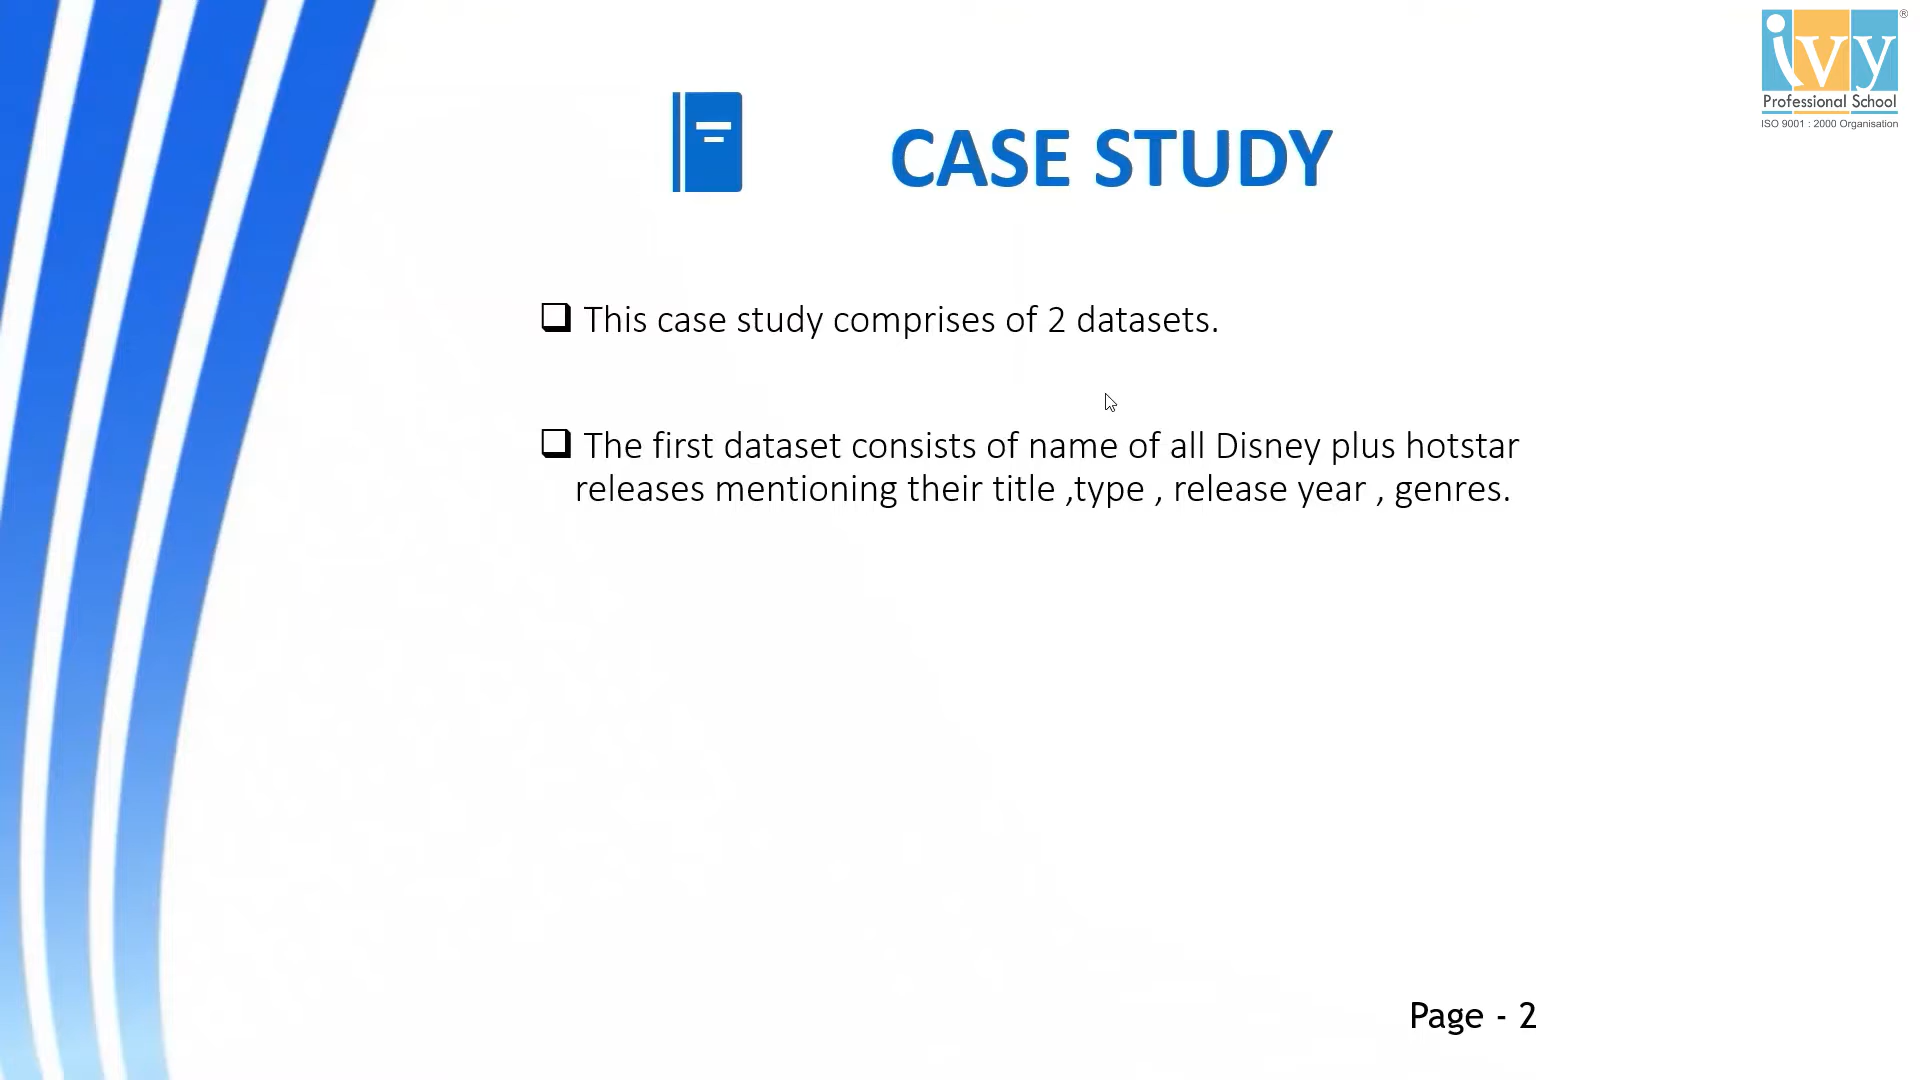 ivy®
Professional School
ISO 9001 : 2000 Organisation
CASE STUDY
This case study comprises of 2 datasets.
The first dataset consists of name of all Disney plus hotstar
releases mentioning their title ,type , release year , genres.
Page - 2